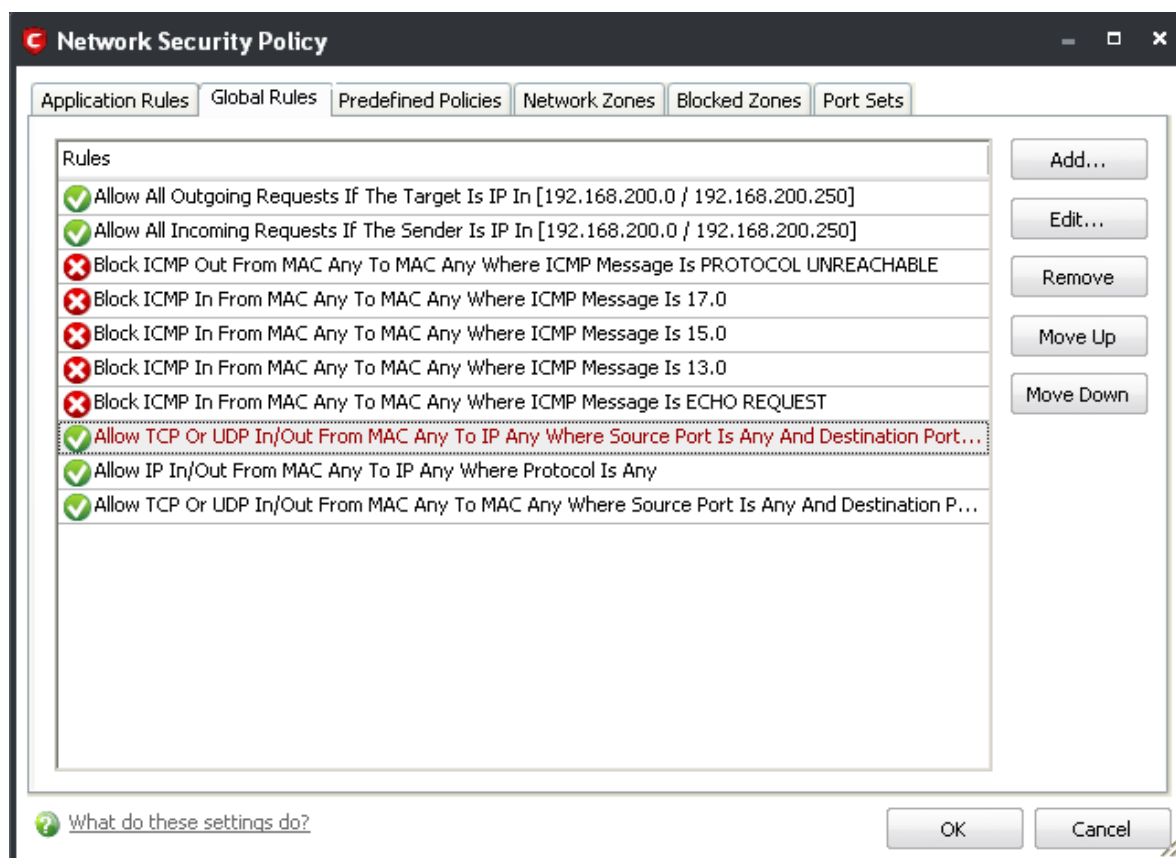 Network Security Policy
Application Rules Global Rules Predefined Policies Network Zones Blocked Zones Port Sets
Rules
Allow All Outgoing Requests If The Target Is IP In [192.168.200.0 / 192.168.200.250]
Allow All Incoming Requests If The Sender Is IP In [192.168.200.0 / 192.168.200.250]
Block ICMP Out From MAC Any To MAC Any Where ICMP Message Is PROTOCOL UNREACHABLE
Block ICMP In From MAC Any To MAC Any Where ICMP Message Is 17.0
Block ICMP In From MAC Any To MAC Any Where ICMP Message Is 15.0
Block ICMP In From MAC Any To MAC Any Where ICMP Message Is 13.0
Block ICMP In From MAC Any To MAC Any Where ICMP Message Is ECHO REQUEST
Allow TCP Or UDP In/Out From MAC Any To IP Any Where Source Port Is Any And Destination Port...
Allow IP In/Out From MAC Any To IP Any Where Protocol Is Any
Allow TCP Or UDP In/Out From MAC Any To MAC Any Where Source Port Is Any And Destination P...
Add...
Edit...
Remove
Move Up
Move Down
What do these settings do?
OK Cancel